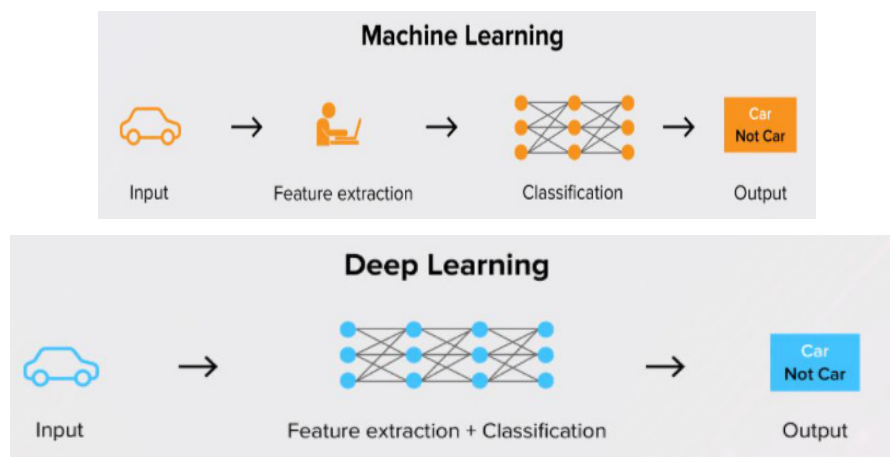 Machine Learning
Car
Not Car
Input
Feature extraction
Classification
Output
Deep Learning
Car
Not Car
Input
Feature extraction + Classification
Output